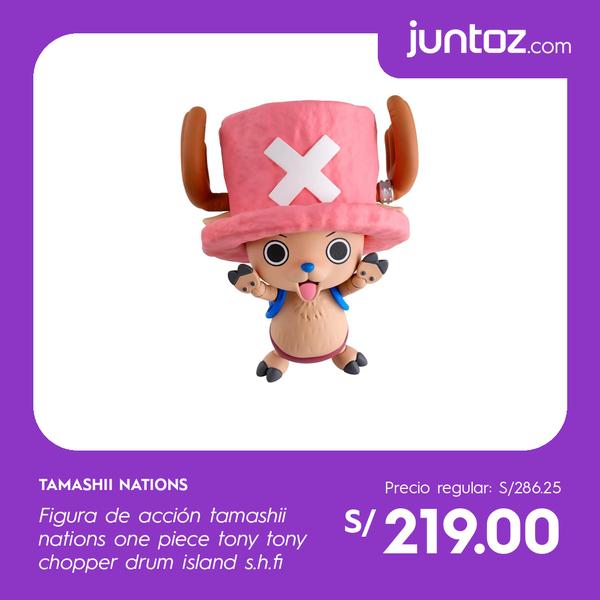 juntoz.com
TAMASHII NATIONS
Figura de acción tamashii
nations one piece tony tony
chopper drum island s.h.fi
Precio regular: S/286.25
S/219.00